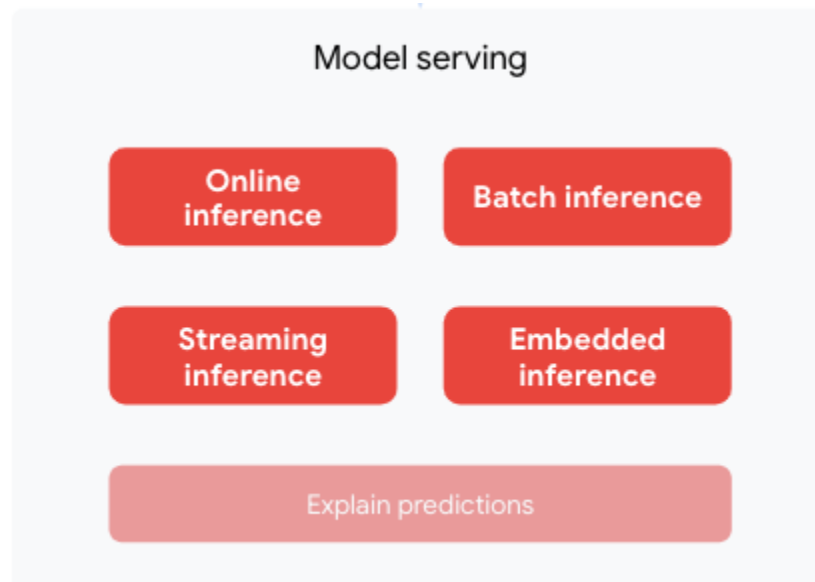 Model serving
Online
inference
Batch inference
Streaming
inference
Embedded
inference
Explain predictions